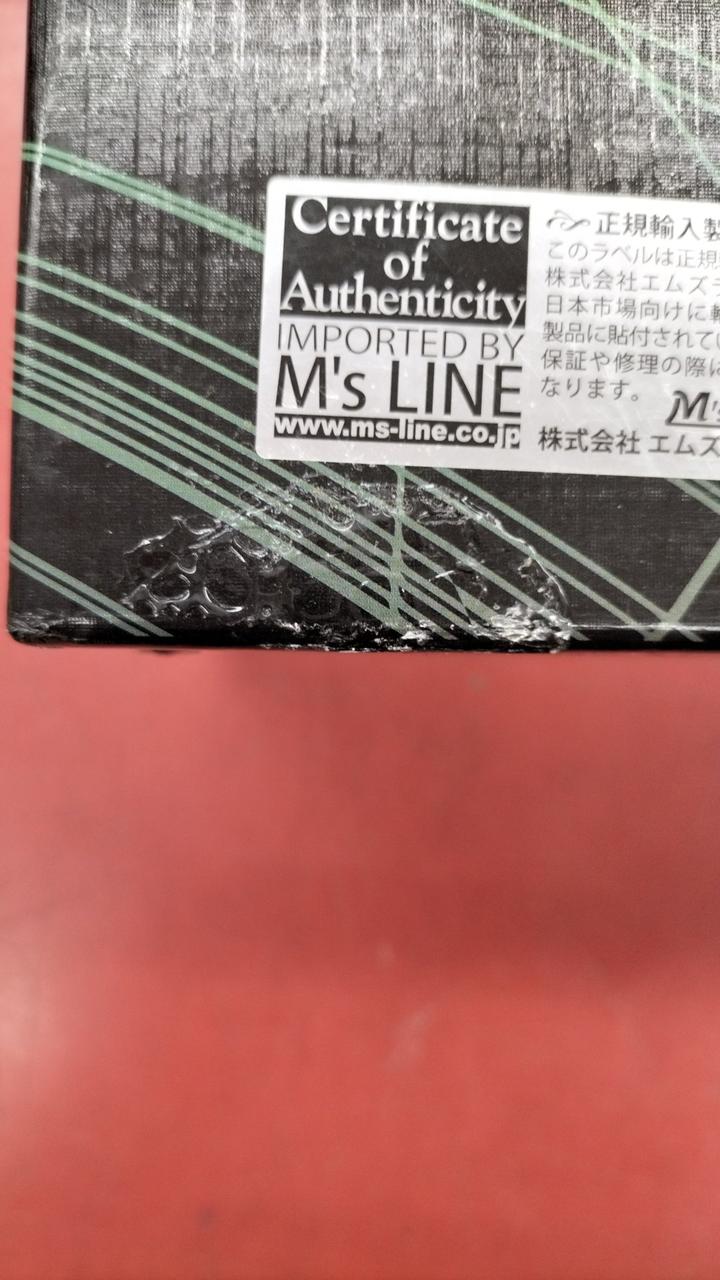 Certificate
of
Authenticity
IMPORTED BY
M's LINE
www.ms-line.co.jp
正規輸入製
このラベルは正規
株式会社エムズ
日本市場向けに
製品に貼付されてい
保証や修理の際に
なります。
M's
株式会社 エムズ